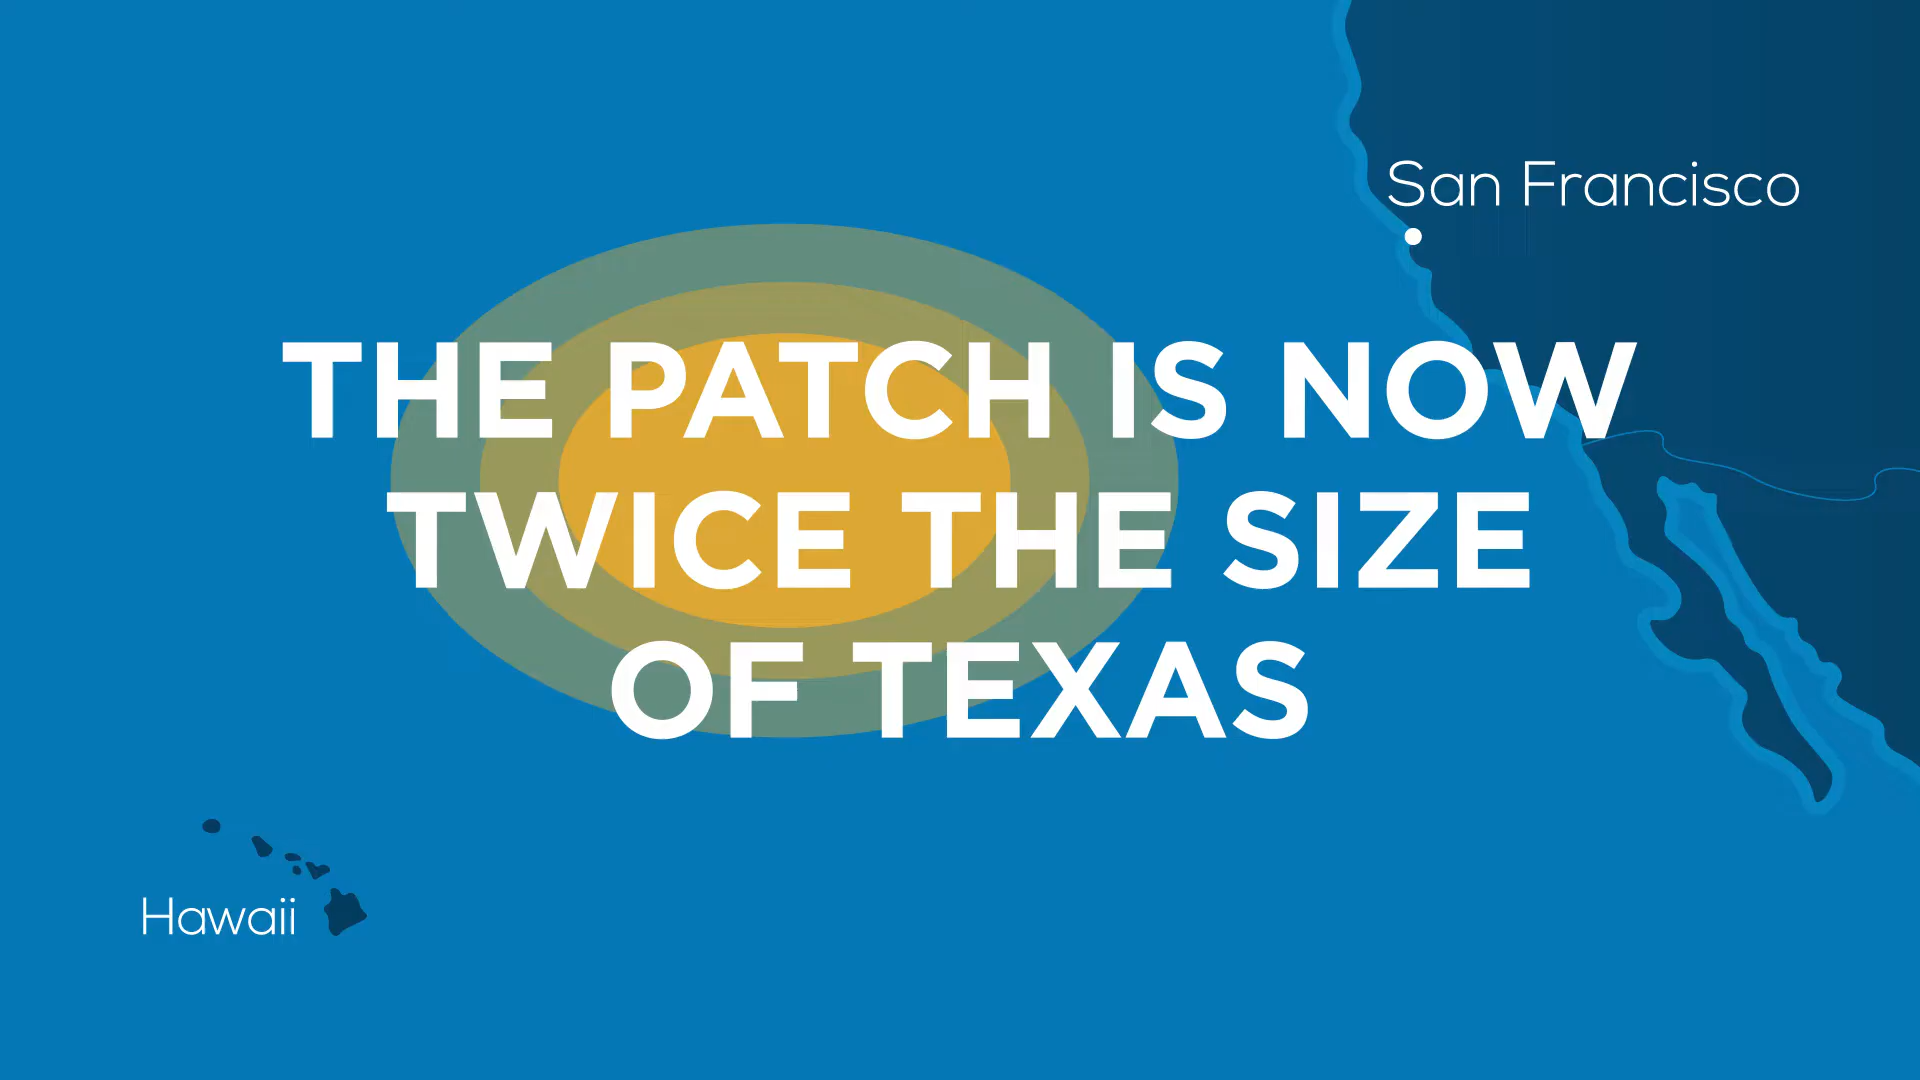 San Francisco
THE PATCH IS NOW
TWICE THE SIZE
OF TEXAS
Hawaii